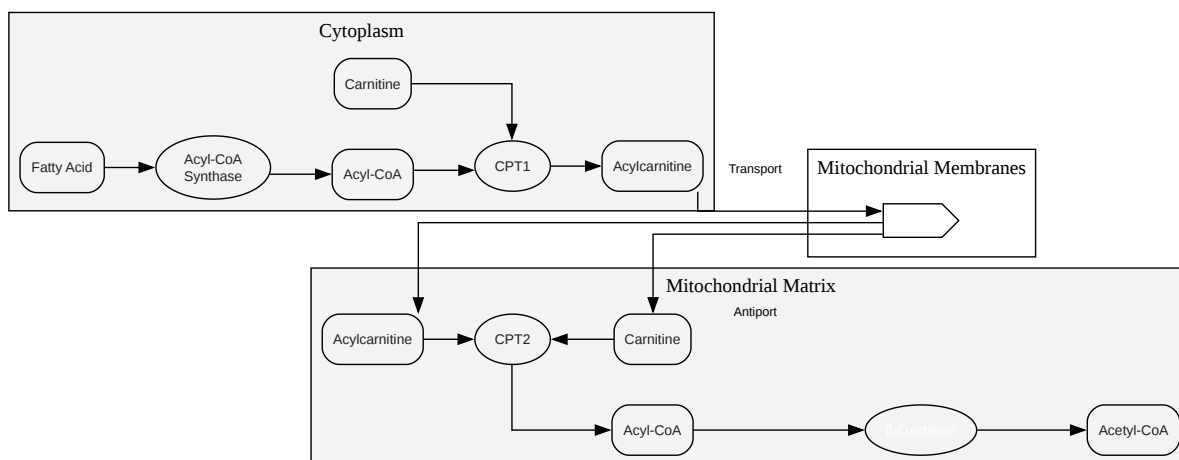 Cytoplasm
Carnitine
Fatty Acid
Acyl-CoA
Synthase
Acyl-CoA
CPT1
Acylcarnitine
Transport
Mitochondrial Membranes
Mitochondrial Matrix
Antiport
Acylcarnitine
CPT2
Carnitine
Acyl-CoA
β-Oxidation
Acetyl-CoA